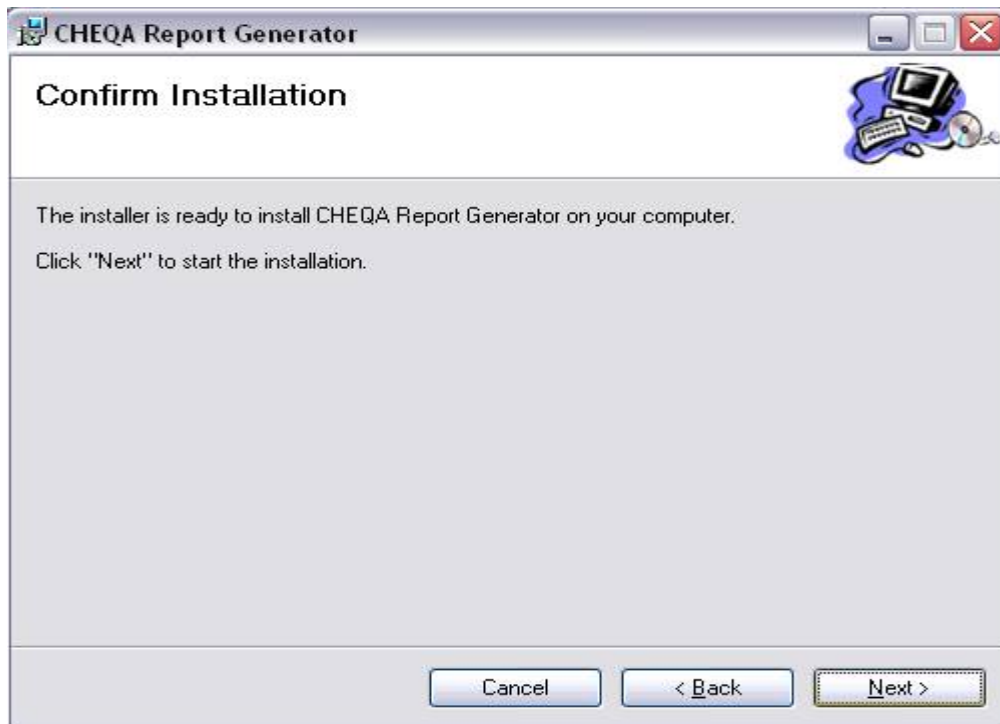 CHEQA Report Generator
Confirm Installation
The installer is ready to install CHEQA Report Generator on your computer.
Click "Next" to start the installation.
Cancel
< Back
Next >